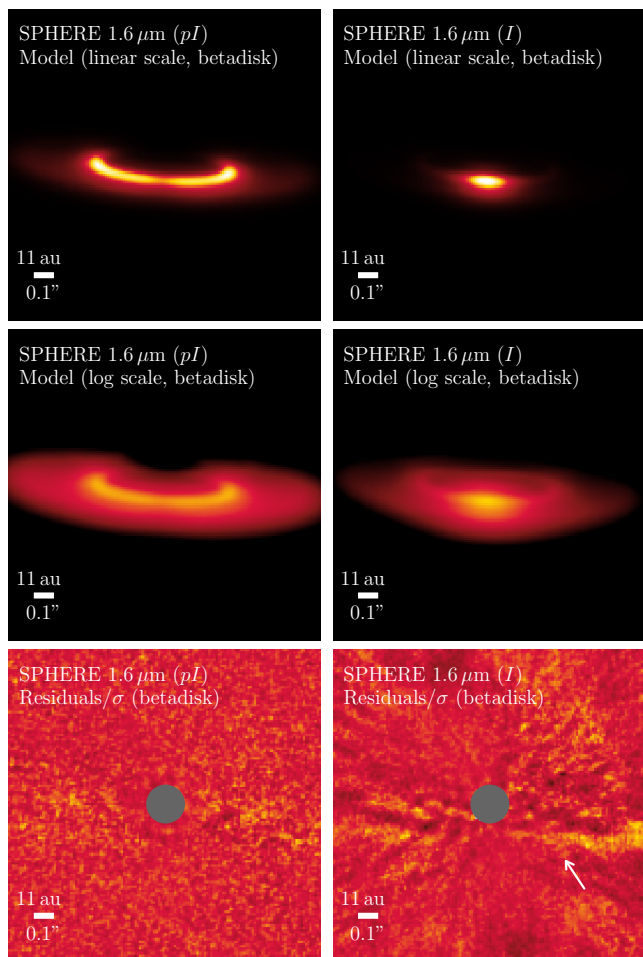 SPHERE 1.6 μm (pI)
Model (linear scale, betadisk)
11 au
0.1”
SPHERE 1.6 μm (I)
Model (linear scale, betadisk)
11 au
0.1”
SPHERE 1.6 μm (pI)
Model (log scale, betadisk)
11 au
0.1”
SPHERE 1.6 μm (I)
Model (log scale, betadisk)
11 au
0.1”
SPHERE 1.6 μm (pI)
Residuals/σ (betadisk)
11 au
0.1”
SPHERE 1.6 μm (I)
Residuals/σ (betadisk)
11 au
0.1”